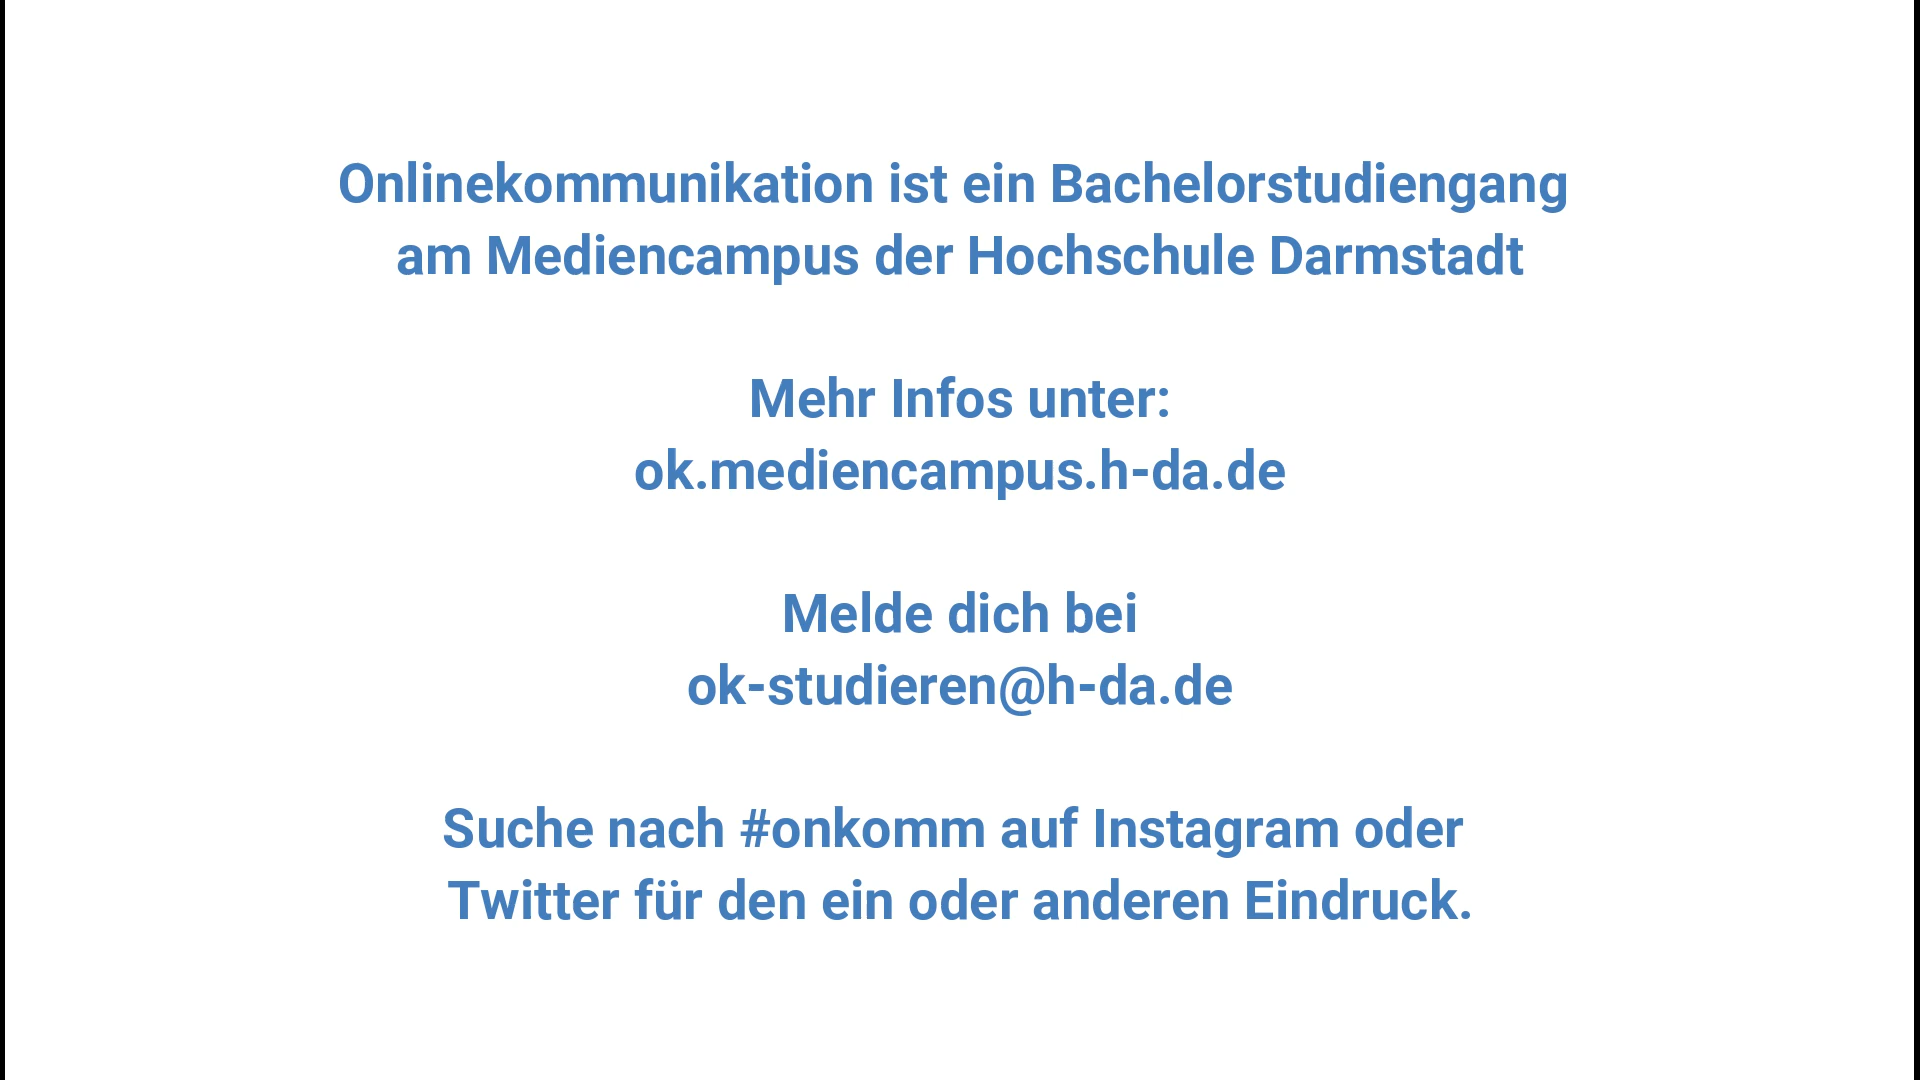 Onlinekommunikation ist ein Bachelorstudiengang
am Mediencampus der Hochschule Darmstadt
Mehr Infos unter:
ok.mediencampus.h-da.de
Melde dich bei
ok-studieren@h-da.de
Suche nach #onkomm auf Instagram oder
Twitter für den ein oder anderen Eindruck.